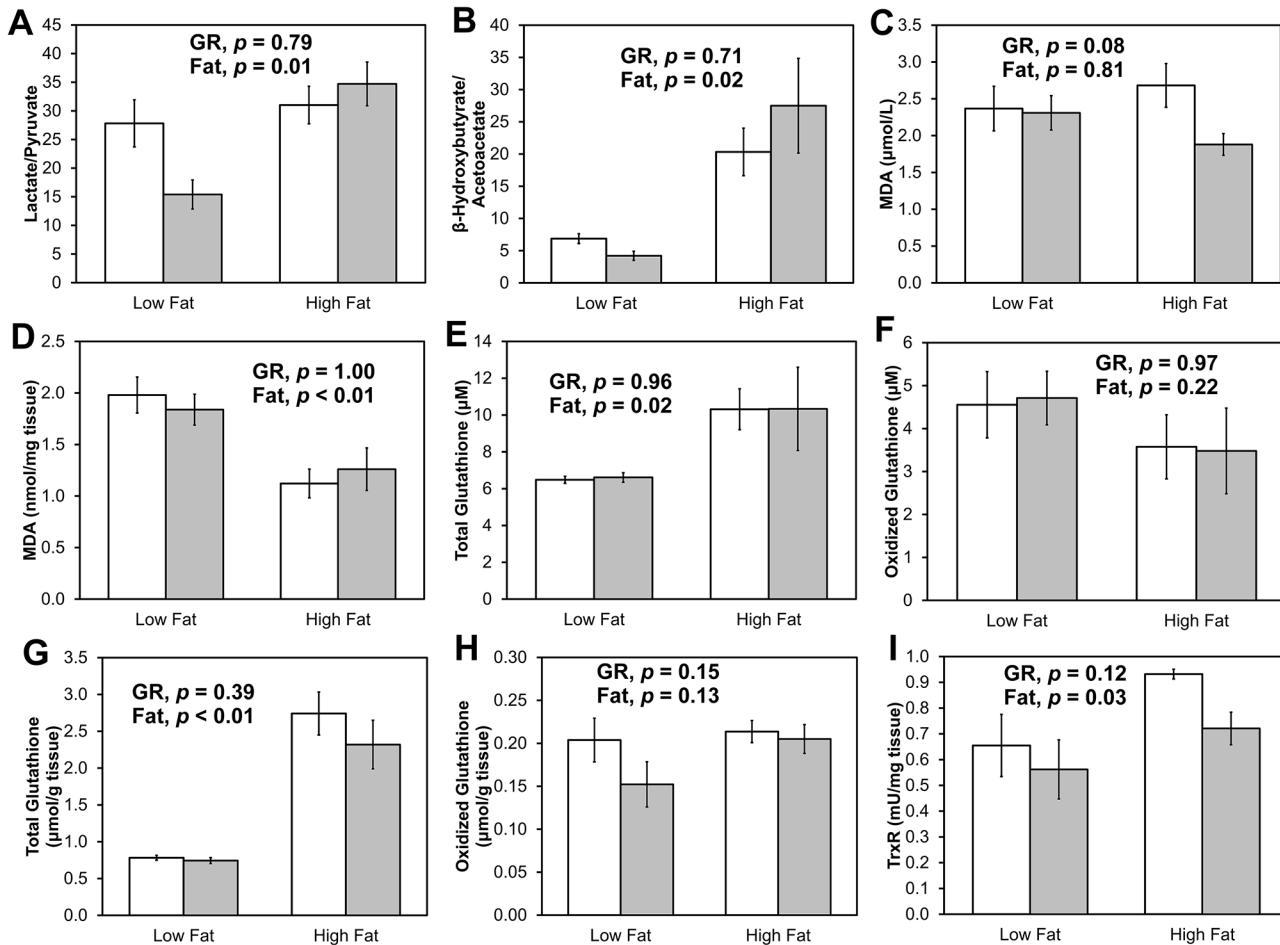 A
Lactate/Pyruvate
45
40
35
30
25
20
15
10
5
0
GR, p = 0.79
Fat, p = 0.01
Low Fat
High Fat
B
β-Hydroxybutyrate/
Acetoacetate
40
35
30
25
20
15
10
5
0
GR, p = 0.71
Fat, p = 0.02
Low Fat
High Fat
C
MDA (µmol/L)
3.5
3.0
2.5
2.0
1.5
1.0
0.5
0.0
GR, p = 0.08
Fat, p = 0.81
Low Fat
High Fat
D
MDA (nmol/mg tissue)
2.5
2.0
1.5
1.0
0.5
0.0
GR, p = 1.00
Fat, p < 0.01
Low Fat
High Fat
E
Total Glutathione (µM)
14
12
10
8
6
4
2
0
GR, p = 0.96
Fat, p = 0.02
Low Fat
High Fat
F
Oxidized Glutathione (µM)
6
5
4
3
2
1
0
GR, p = 0.97
Fat, p = 0.22
Low Fat
High Fat
G
Total Glutathione
(µmol/g tissue)
3.5
3.0
2.5
2.0
1.5
1.0
0.5
0.0
GR, p = 0.39
Fat, p < 0.01
Low Fat
High Fat
H
Oxidized Glutathione
(µmol/g tissue)
0.30
0.25
0.20
0.15
0.10
0.05
0.00
GR, p = 0.15
Fat, p = 0.13
Low Fat
High Fat
I
TrxR (mU/mg tissue)
1.0
0.9
0.8
0.7
0.6
0.5
0.4
0.3
0.2
0.1
0.0
GR, p = 0.12
Fat, p = 0.03
Low Fat
High Fat